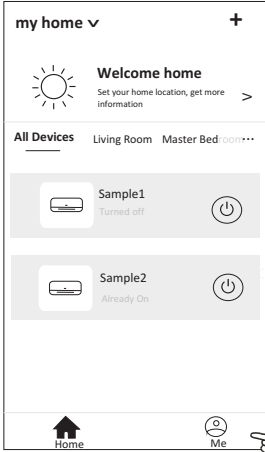 my home
Welcome home
Set your home location, get more
information
All Devices Living Room Master Bedroom
Sample1
Turned off
Sample2
Already On
Home Me